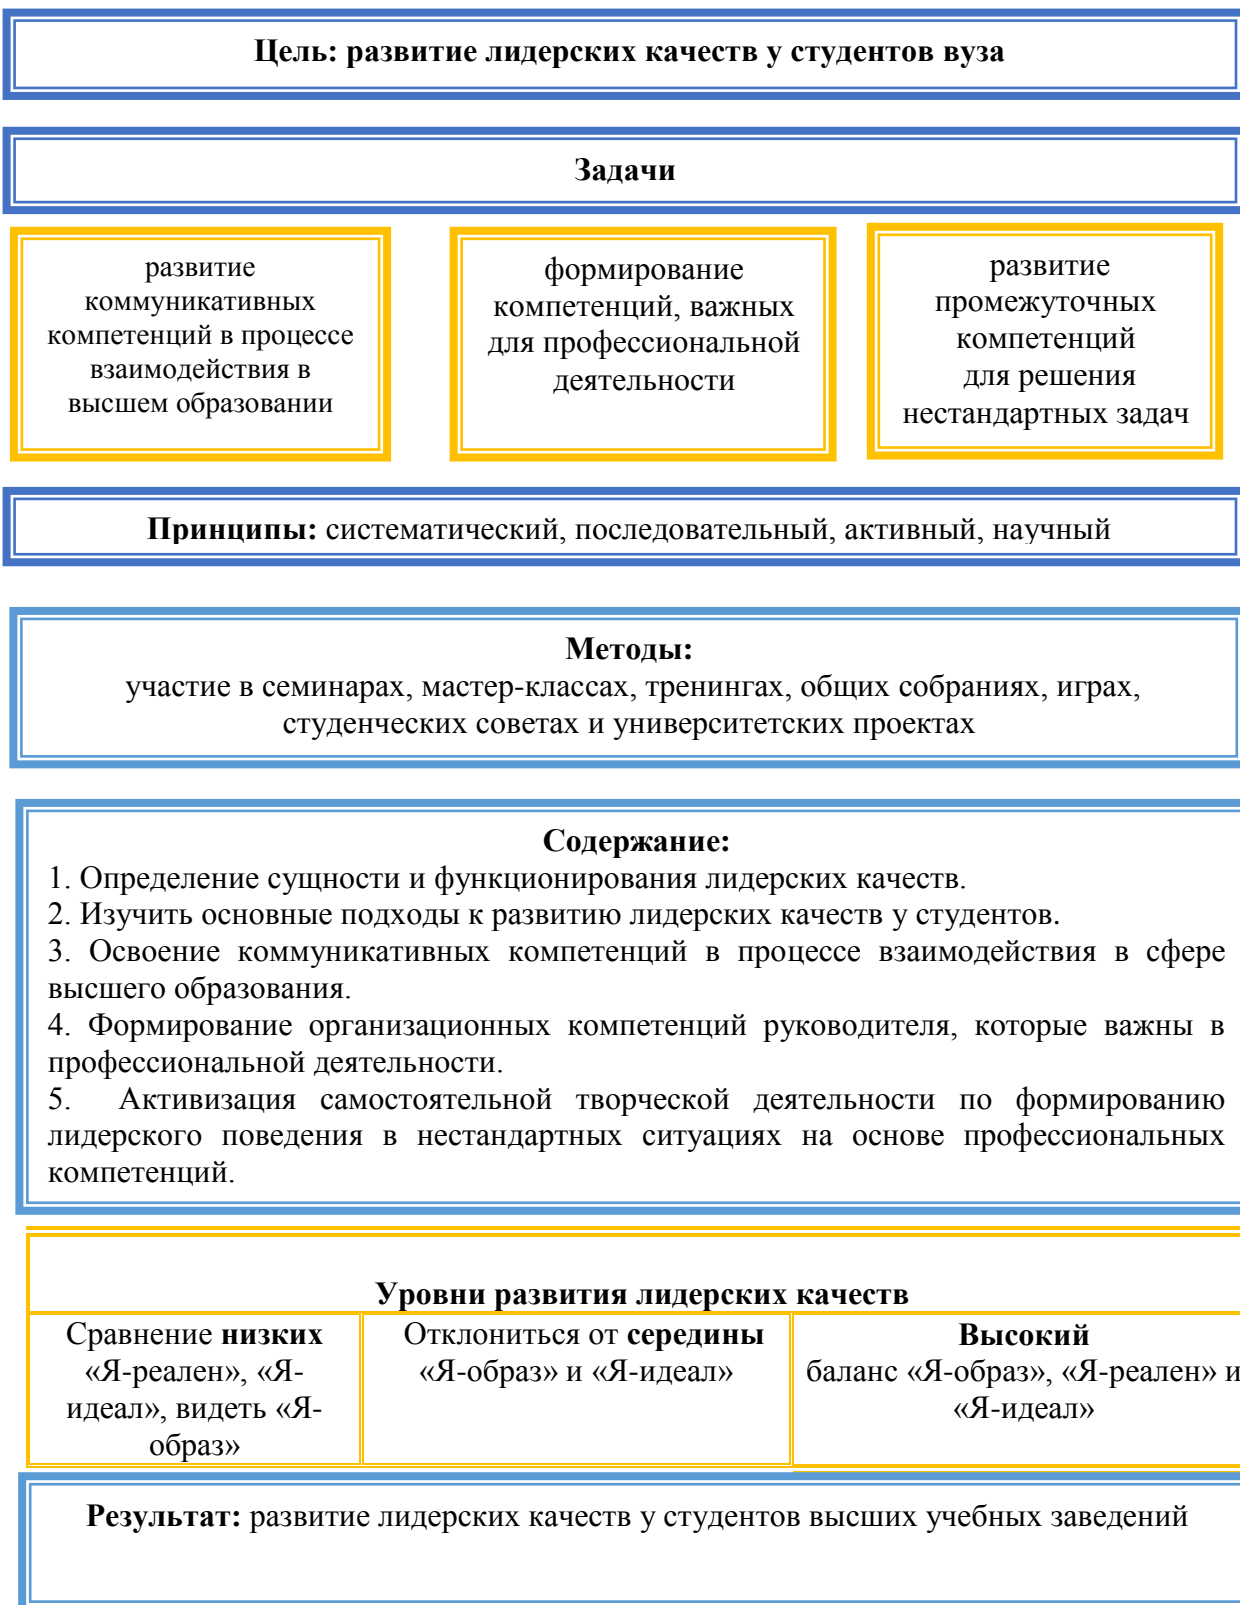 Цель: развитие лидерских качеств у студентов вуза
Задачи
развитие
коммуникативных
компетенций в процессе
взаимодействия в
высшем образовании
формирование
компетенций, важных
для профессиональной
деятельности
развитие
промежуточных
компетенций
для решения
нестандартных задач
Принципы: систематический, последовательный, активный, научный
Методы:
участие в семинарах, мастер-классах, тренингах, общих собраниях, играх,
студенческих советах и университетских проектах
Содержание:
1. Определение сущности и функционирования лидерских качеств.
2. Изучить основные подходы к развитию лидерских качеств у студентов.
3. Освоение коммуникативных компетенций в процессе взаимодействия в сфере
высшего образования.
4. Формирование организационных компетенций руководителя, которые важны в
профессиональной деятельности.
5. Активизация самостоятельной творческой деятельности по формированию
лидерского поведения в нестандартных ситуациях на основе профессиональных
компетенций.
Уровни развития лидерских качеств
Сравнение низких
«Я-реален», «Я-
идеал», видеть «Я-
образ»
Отклониться от середины
«Я-образ» и «Я-идеал»
Высокий
баланс «Я-образ», «Я-реален» и
«Я-идеал»
Результат: развитие лидерских качеств у студентов высших учебных заведений